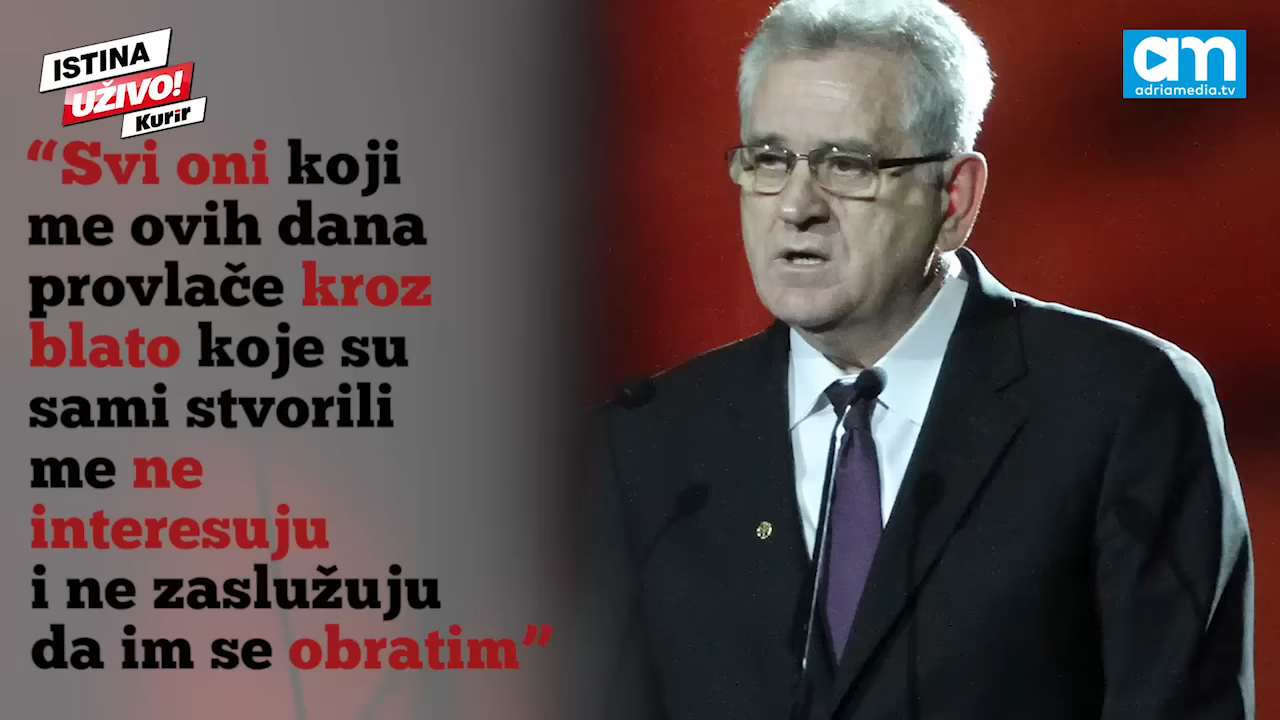 ISTINA
UŽIVO!
Kurir
am
adriamedia.tv
“Svi oni koji
me ovih dana
provlače kroz
blato koje su
sami stvorili
me ne
interesuju
i ne zaslužuju
da im se obratim”